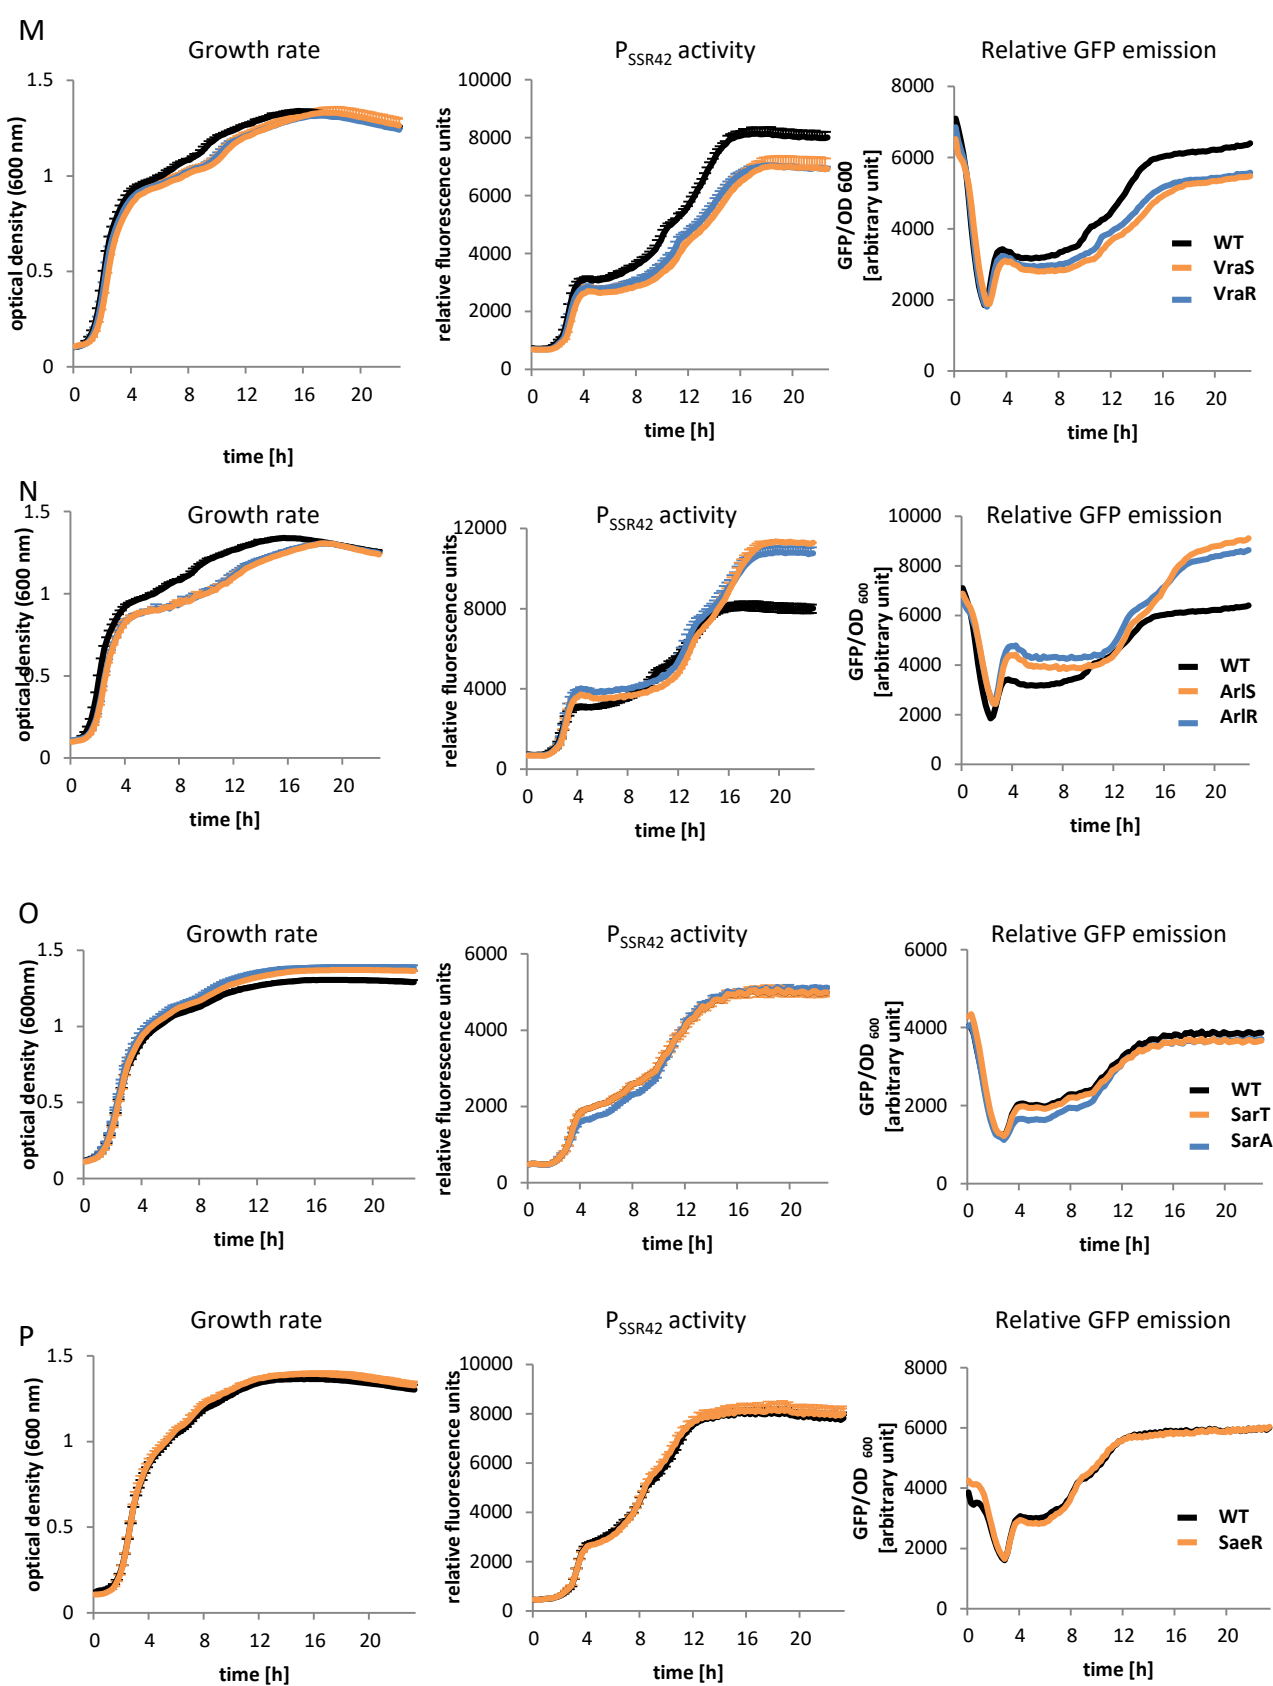 M
Growth rate
optical density (600 nm)
1.5
1
0.5
0
0 4 8 12 16 20
time [h]
PSSR42 activity
relative fluorescence units
10000
8000
6000
4000
2000
0
0 4 8 12 16 20
time [h]
Relative GFP emission
GFP/OD 600
[arbitrary unit]
8000
6000
4000
2000
0
0 4 8 12 16 20
time [h]
WT
VraS
VraR
N
Growth rate
optical density (600 nm)
1.5
1
0.5
0
0 4 8 12 16 20
time [h]
PSSR42 activity
relative fluorescence units
12000
8000
4000
0
0 4 8 12 16 20
time [h]
Relative GFP emission
GFP/OD 600
[arbitrary unit]
10000
8000
6000
4000
2000
0
0 4 8 12 16 20
time [h]
WT
ArlS
ArlR
O
Growth rate
optical density (600nm)
1.5
1
0.5
0
0 4 8 12 16 20
time [h]
PSSR42 activity
relative fluorescence units
6000
4000
2000
0
0 4 8 12 16 20
time [h]
Relative GFP emission
GFP/OD 600
[arbitrary unit]
6000
4000
2000
0
0 4 8 12 16 20
time [h]
WT
SarT
SarA
P
Growth rate
optical density (600 nm)
1.5
1
0.5
0
0 4 8 12 16 20
time [h]
PSSR42 activity
relative fluorescence units
10000
8000
6000
4000
2000
0
0 4 8 12 16 20
time [h]
Relative GFP emission
GFP/OD 600
[arbitrary unit]
8000
6000
4000
2000
0
0 4 8 12 16 20
time [h]
WT
SaeR